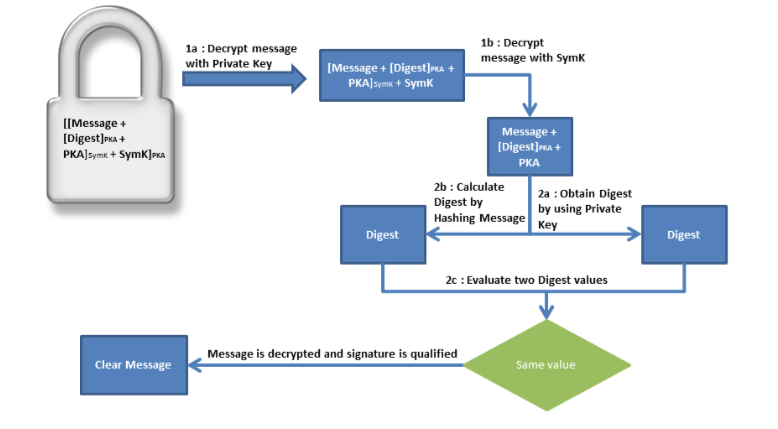 1a : Decrypt message
with Private Key
1b : Decrypt
message with SymK
[Message + [Digest]PKA +
PKA]SymK + SymK
[[Message +
[Digest]PKA +
PKA]SymK + SymK]PKA
Message +
[Digest]PKA +
PKA
2b : Calculate
Digest by
Hashing Message
2a : Obtain Digest
by using Private
Key
Digest
Digest
2c : Evaluate two Digest values
Message is decrypted and signature is qualified
Clear Message
Same value